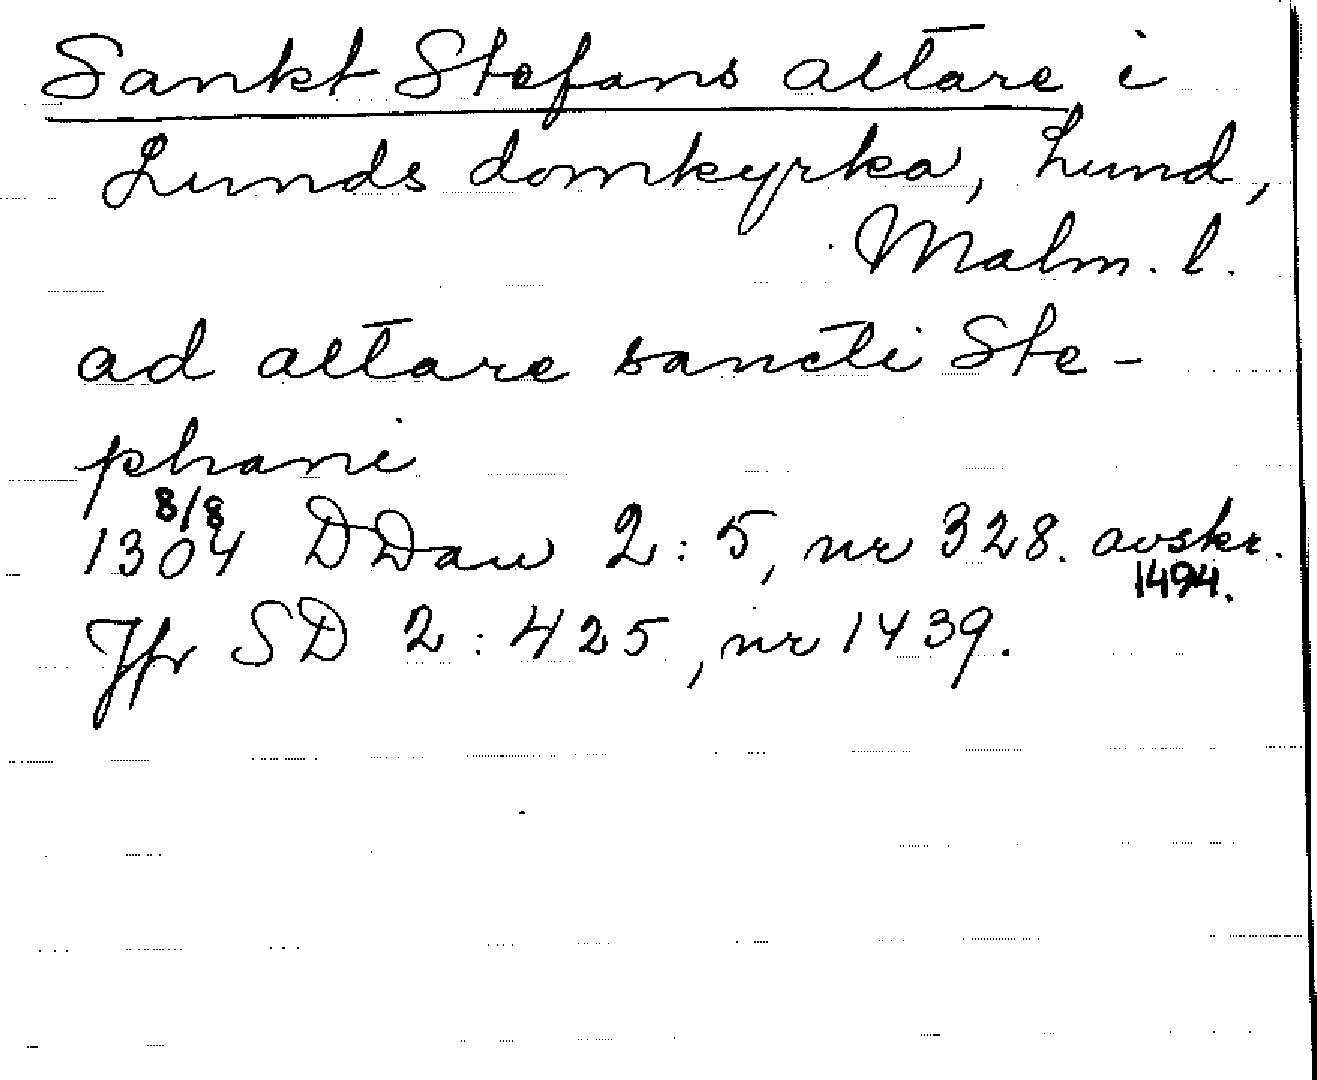 Sankt Stefans altare i
Lunds domkyrka, Lund,
Malm. l.
ad altare sancti Ste-
phani
8/8
1304 DDan 2:5, nr 328. avskr.
1494.
Jfr SD 2:425, nr 1439.